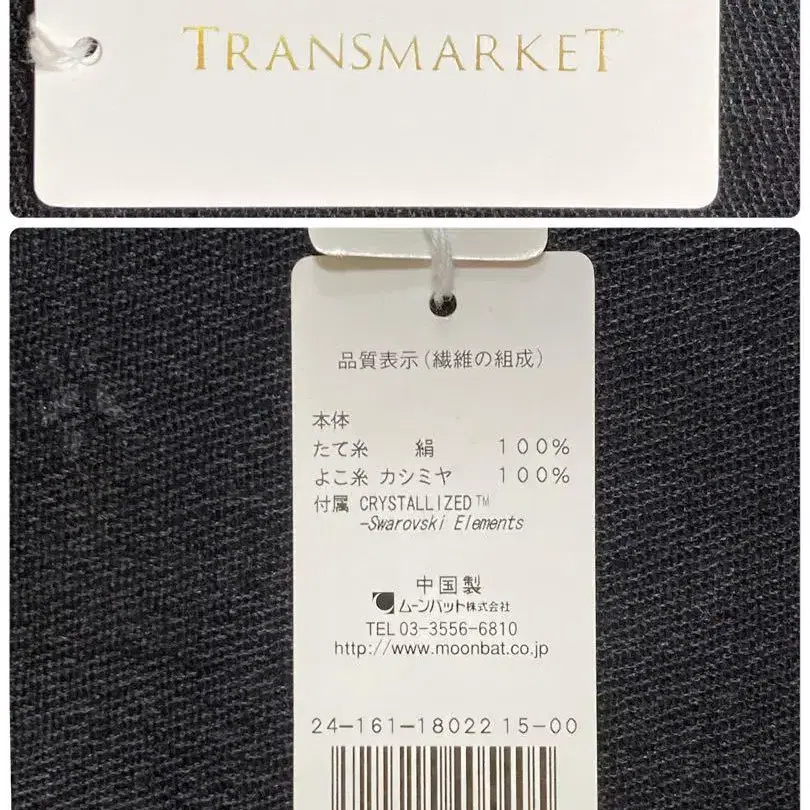 TRANSMARKET
品質表示(繊維の組成)
本体
たて糸 絹 100%
よこ糸 カシミヤ 100%
付属 CRYSTALLIZED™
-Swarovski Elements
中国製
ムーンバット株式会社
TEL 03-3556-6810
http://www.moonbat.co.jp
24-161-18022 15-00